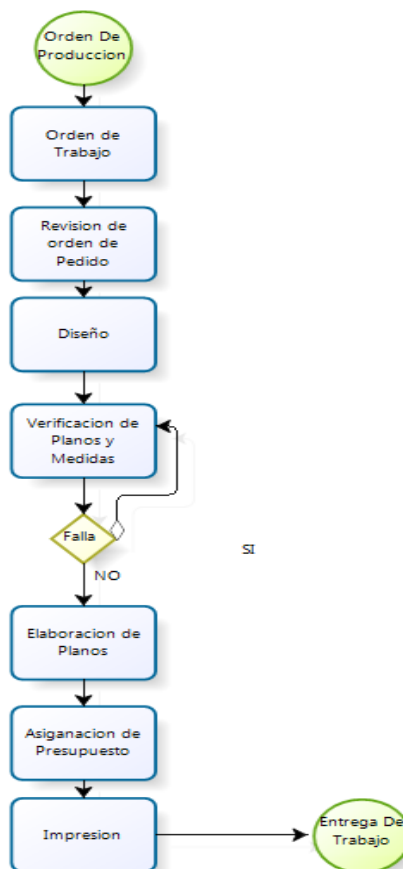 Orden De
Produccion
Orden de
Trabajo
Revision de
orden de
Pedido
Diseño
Verificacion de
Planos y
Medidas
Falla
SI
NO
Elaboracion de
Planos
Asiganacion de
Presupuesto
Impresion
Entrega De
Trabajo